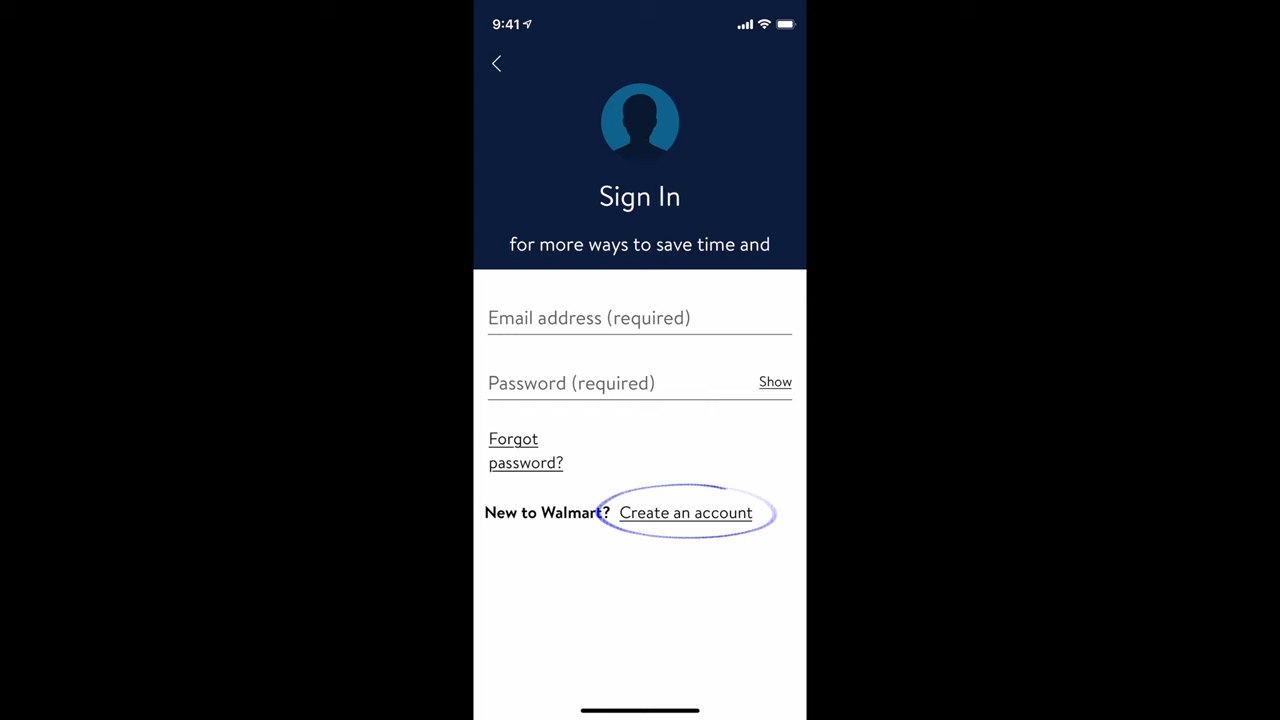 9:41
Sign In
for more ways to save time and
Email address (required)
Password (required) Show
Forgot
password?
New to Walmart? Create an account